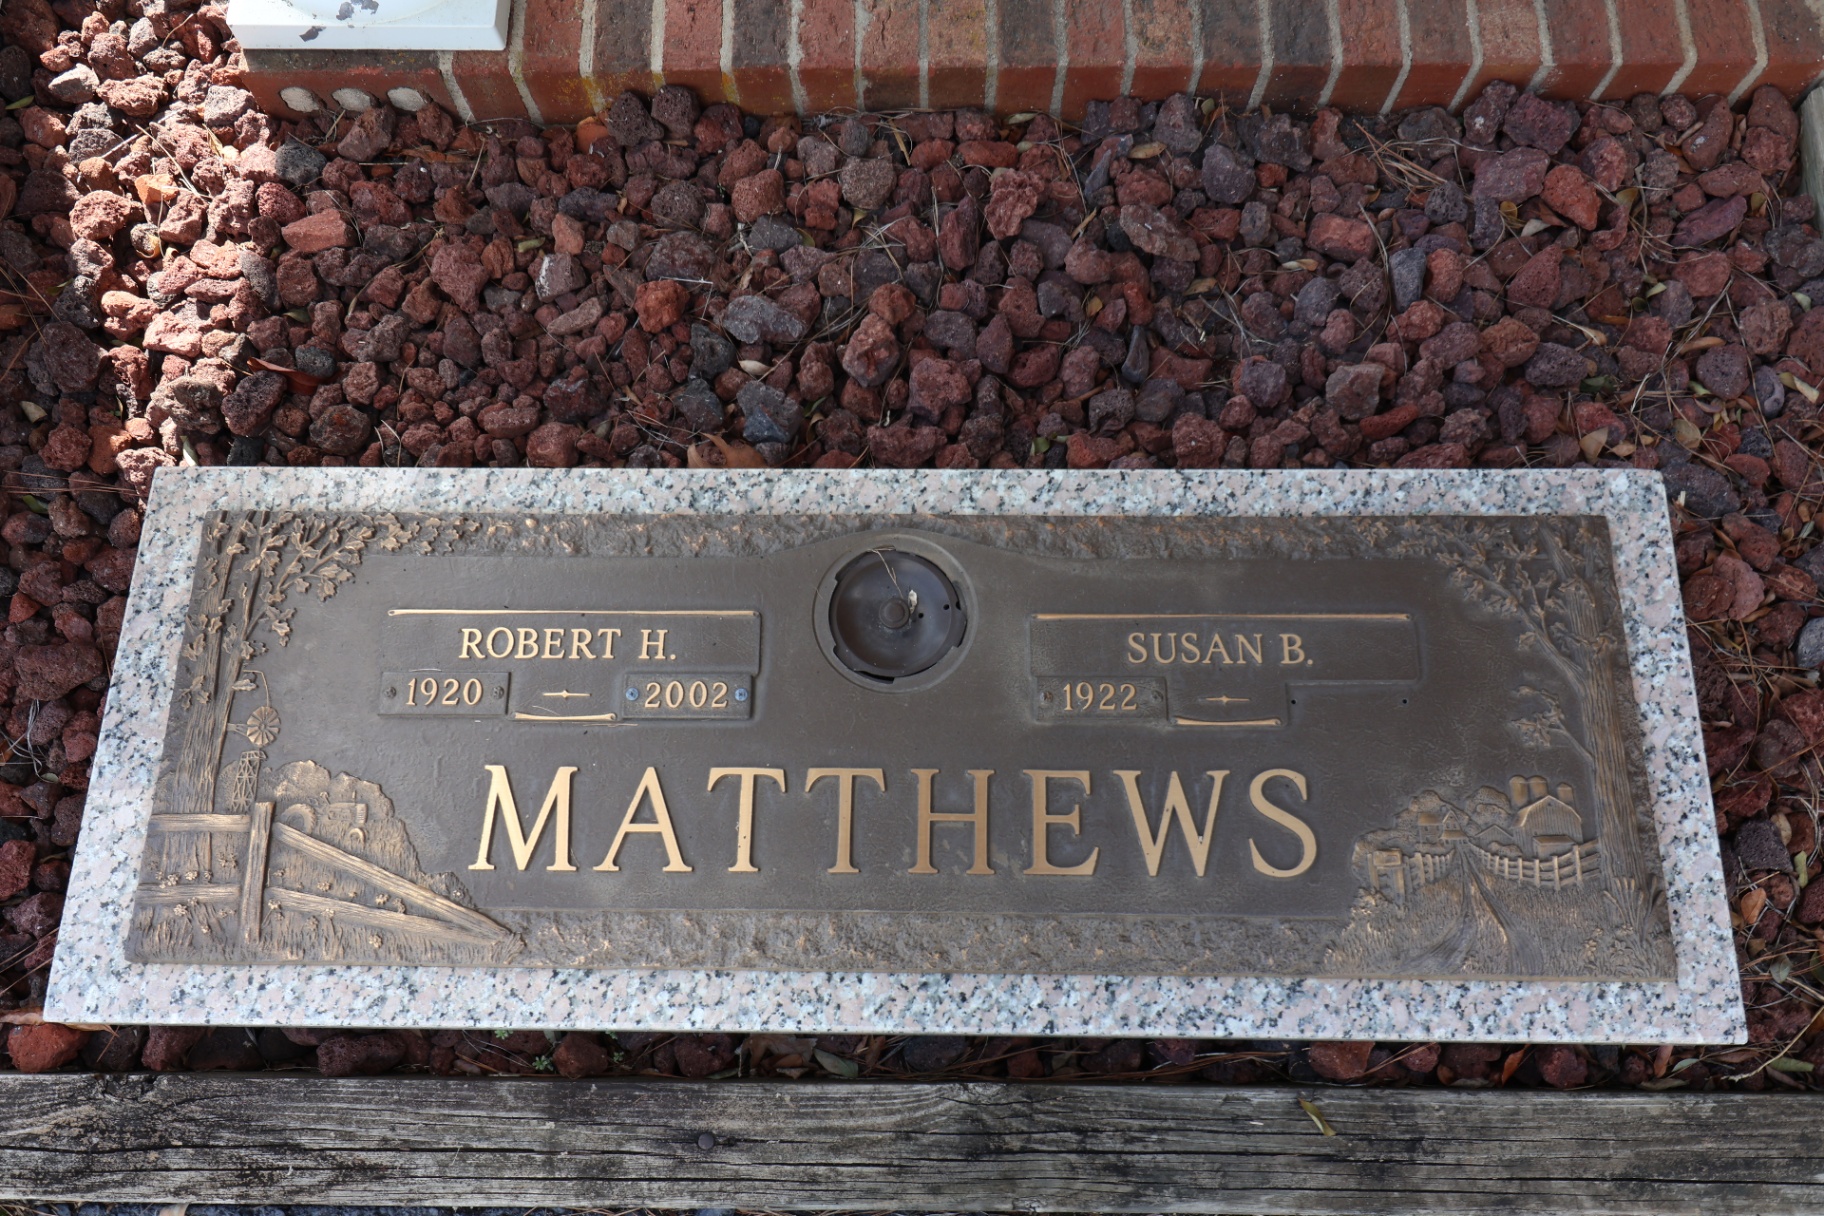 ROBERT H.
1920 – 2002
SUSAN B.
1922 –
MATTHEWS